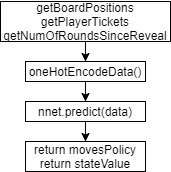 getBoardPositions
getPlayerTickets
getNumOfRoundsSinceReveal
oneHotEncodeData()
nnet.predict(data)
return movesPolicy
return stateValue